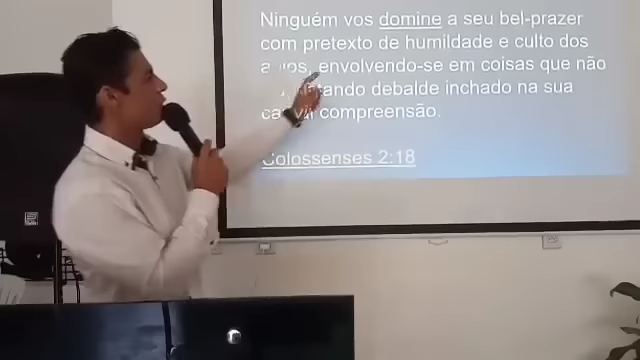 Ninguém vos domine a seu bel-prazer
com pretexto de humildade e culto dos
envolvendo-se em coisas que não
debalde inchado na sua
compreensão.
Colossenses 2:18